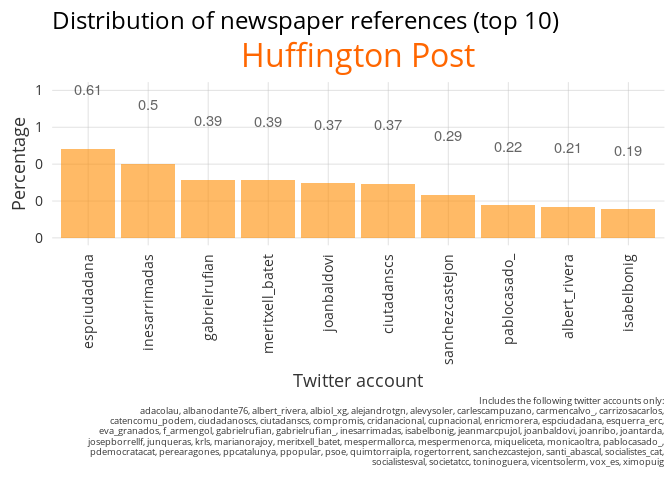 Distribution of newspaper references (top 10)
Huffington Post
Percentage
1
1
0
0
0
0.61
0.5
0.39
0.39
0.37
0.37
0.29
0.22
0.21
0.19
espciudadana
inesarrimadas
gabrielrufian
meritxell_batet
joanbaldovi
ciutadanscs
sanchezcastejon
pablocasado_
albert_rivera
isabelbonig
Twitter account
Includes the following twitter accounts only:
adacolau, albanodante76, albert_rivera, albiol_xg, alejandrotgn, alevysoler, carlescampuzano, carmencalvo_, carrizosacarlos,
catencomu_podem, ciudadanoscs, ciutadanscs, compromis, cridanacional, cupnacional, enricmorera, espciudadana, esquerra_erc,
eva_granados, f_armengol, gabrielrufian, gabrielrufian_, inesarrimadas, isabelbonig, jeanmarcpujol, joanbaldovi, joanribo, joantarda,
josepborrellf, junqueras, krls, marianorajoy, meritxell_batet, mespermallorca, mespermenorca, miqueliceta, monicaoltra, pablocasado_,
pdemocratacat, perearagones, ppcatalunya, ppopular, psoe, quimtorraipla, rogertorrent, sanchezcastejon, santi_abascal, socialistes_cat,
socialistesval, societatcc, toninoguera, vicentsolerm, vox_es, ximopuig